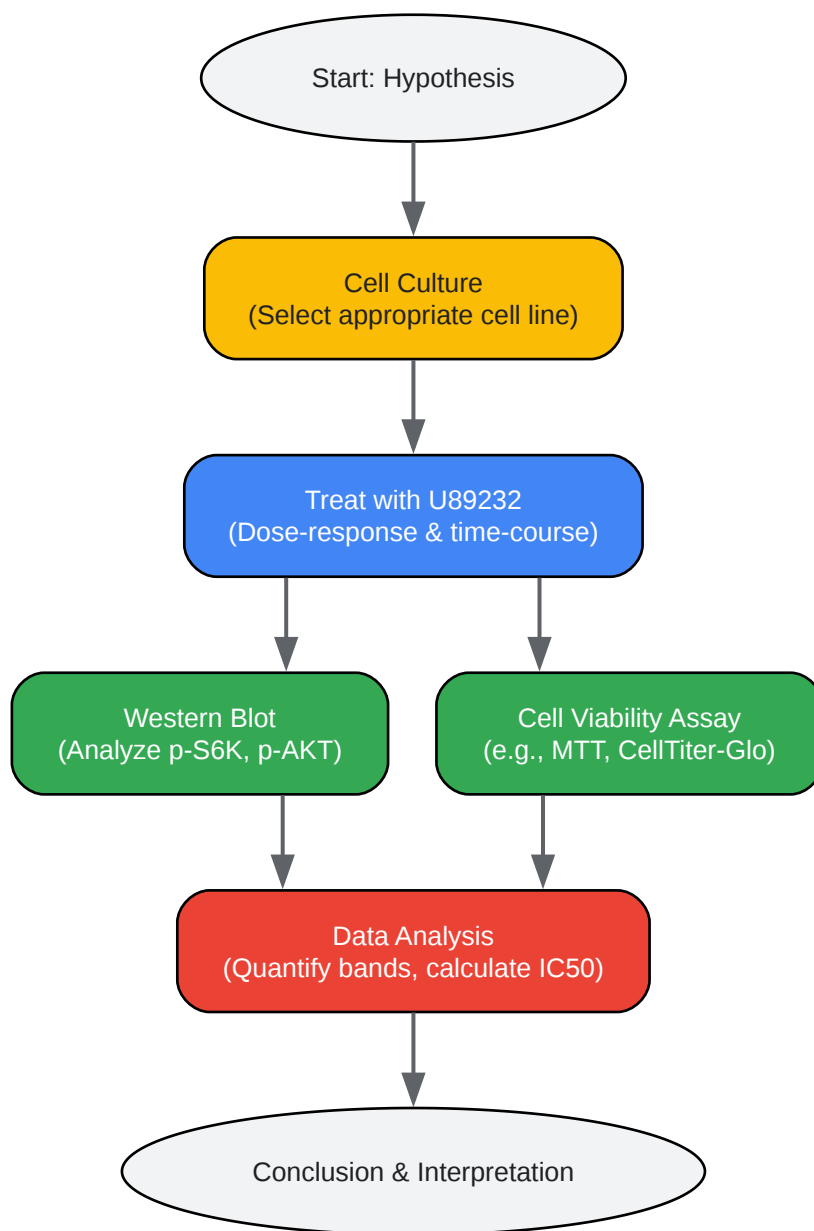 Start: Hypothesis
Cell Culture
(Select appropriate cell line)
Treat with U89232
(Dose-response & time-course)
Western Blot
(Analyze p-S6K, p-AKT)
Cell Viability Assay
(e.g., MTT, CellTiter-Glo)
Data Analysis
(Quantify bands, calculate IC50)
Conclusion & Interpretation